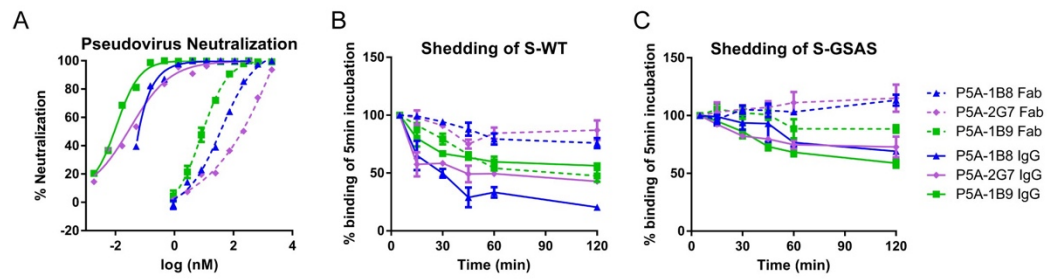 A
Pseudovirus Neutralization
% Neutralization
100
80
60
40
20
0
-20
-2
0
2
4
log (nM)
B
Shedding of S-WT
% binding of 5min incubation
150
100
50
0
0
30
60
90
120
Time (min)
C
Shedding of S-GSAS
% binding of 5min incubation
150
100
50
0
0
30
60
90
120
Time (min)
P5A-1B8 Fab
P5A-2G7 Fab
P5A-1B9 Fab
P5A-1B8 IgG
P5A-2G7 IgG
P5A-1B9 IgG